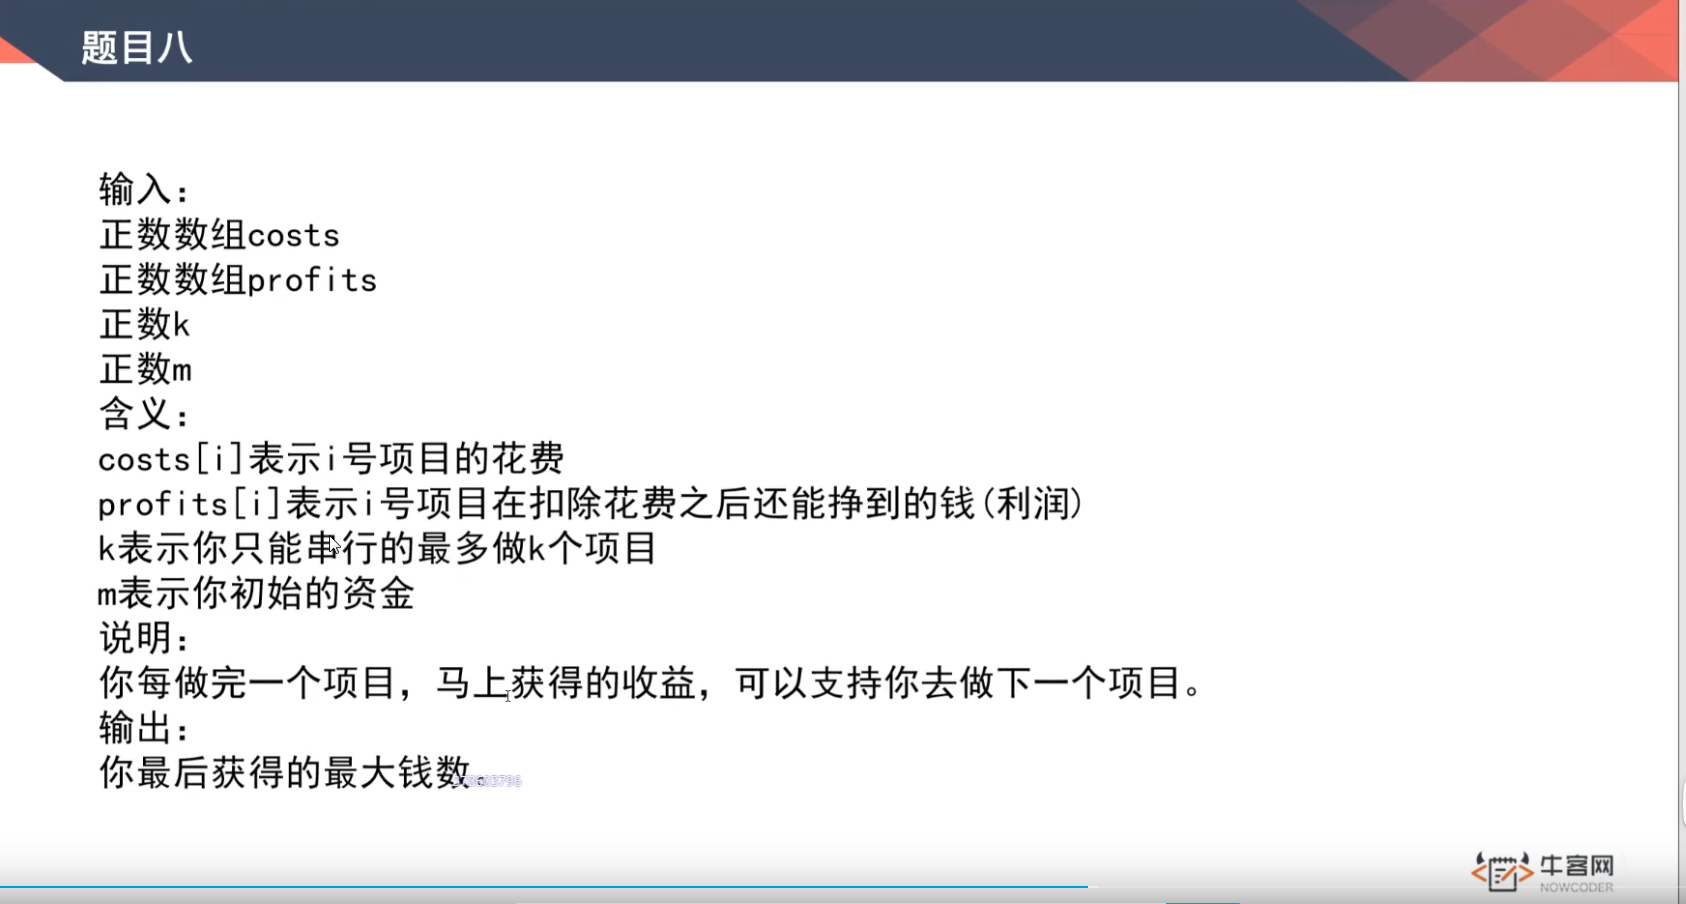 题目八
输入：
正数数组costs
正数数组profits
正数k
正数m
含义：
costs[i]表示i号项目的花费
profits[i]表示i号项目在扣除花费之后还能挣到的钱(利润)
k表示你只能串行的最多做k个项目
m表示你初始的资金
说明：
你每做完一个项目，马上获得的收益，可以支持你去做下一个项目。
输出：
你最后获得的最大钱数。
牛客网
NOWCODER